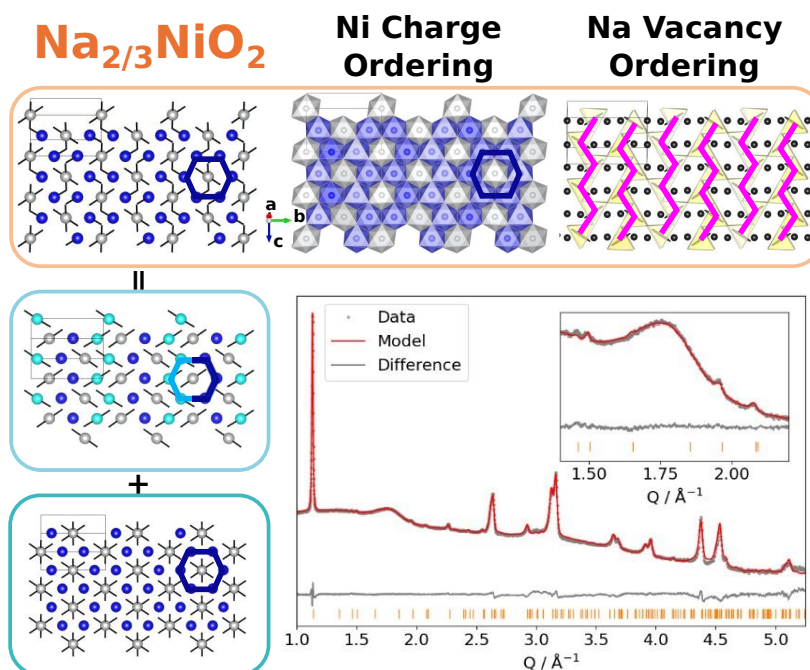 Na2/3NiO2
Ni Charge
Ordering
Na Vacancy
Ordering
a
b
c
=
+
Data
Model
Difference
1.50 1.75 2.00
Q / Å⁻¹
1.0 1.5 2.0 2.5 3.0 3.5 4.0 4.5 5.0
Q / Å⁻¹